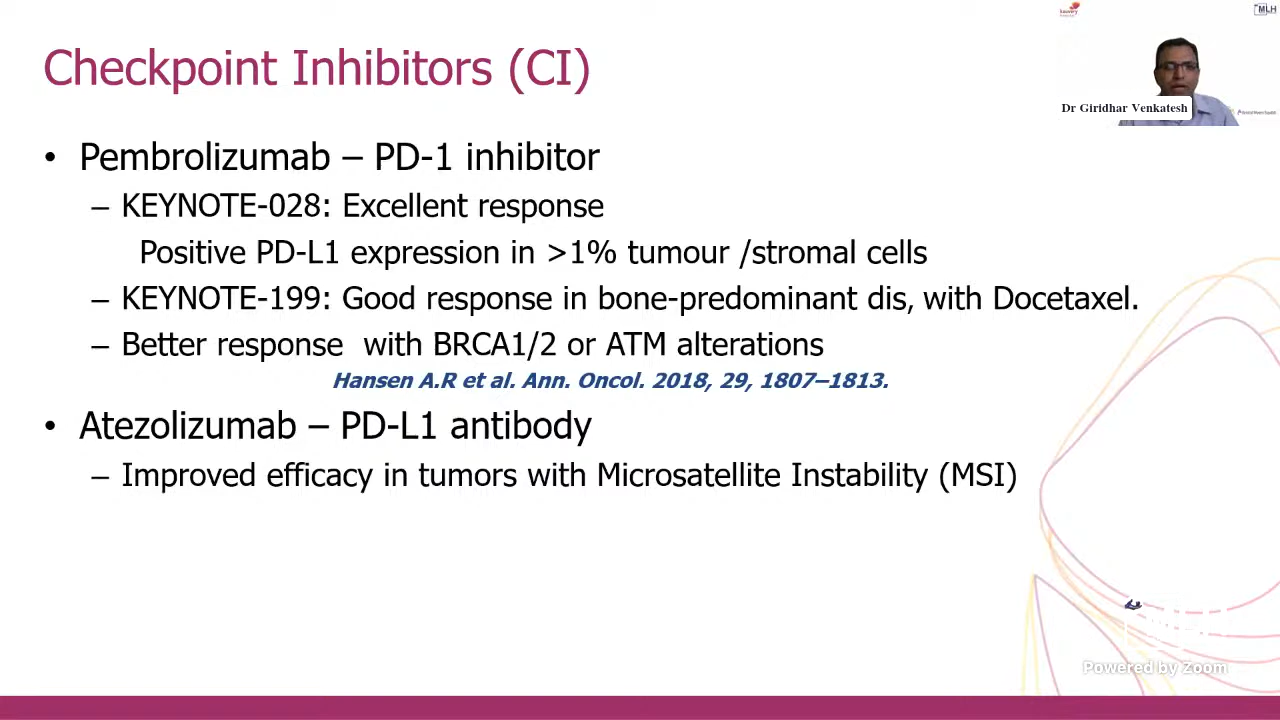 MLH
Checkpoint Inhibitors (CI)
Dr Giridhar Venkatesh
• Pembrolizumab – PD-1 inhibitor
– KEYNOTE-028: Excellent response
Positive PD-L1 expression in >1% tumour /stromal cells
– KEYNOTE-199: Good response in bone-predominant dis, with Docetaxel.
– Better response with BRCA1/2 or ATM alterations
Hansen A.R et al. Ann. Oncol. 2018, 29, 1807–1813.
• Atezolizumab – PD-L1 antibody
– Improved efficacy in tumors with Microsatellite Instability (MSI)
Powered by Zoom